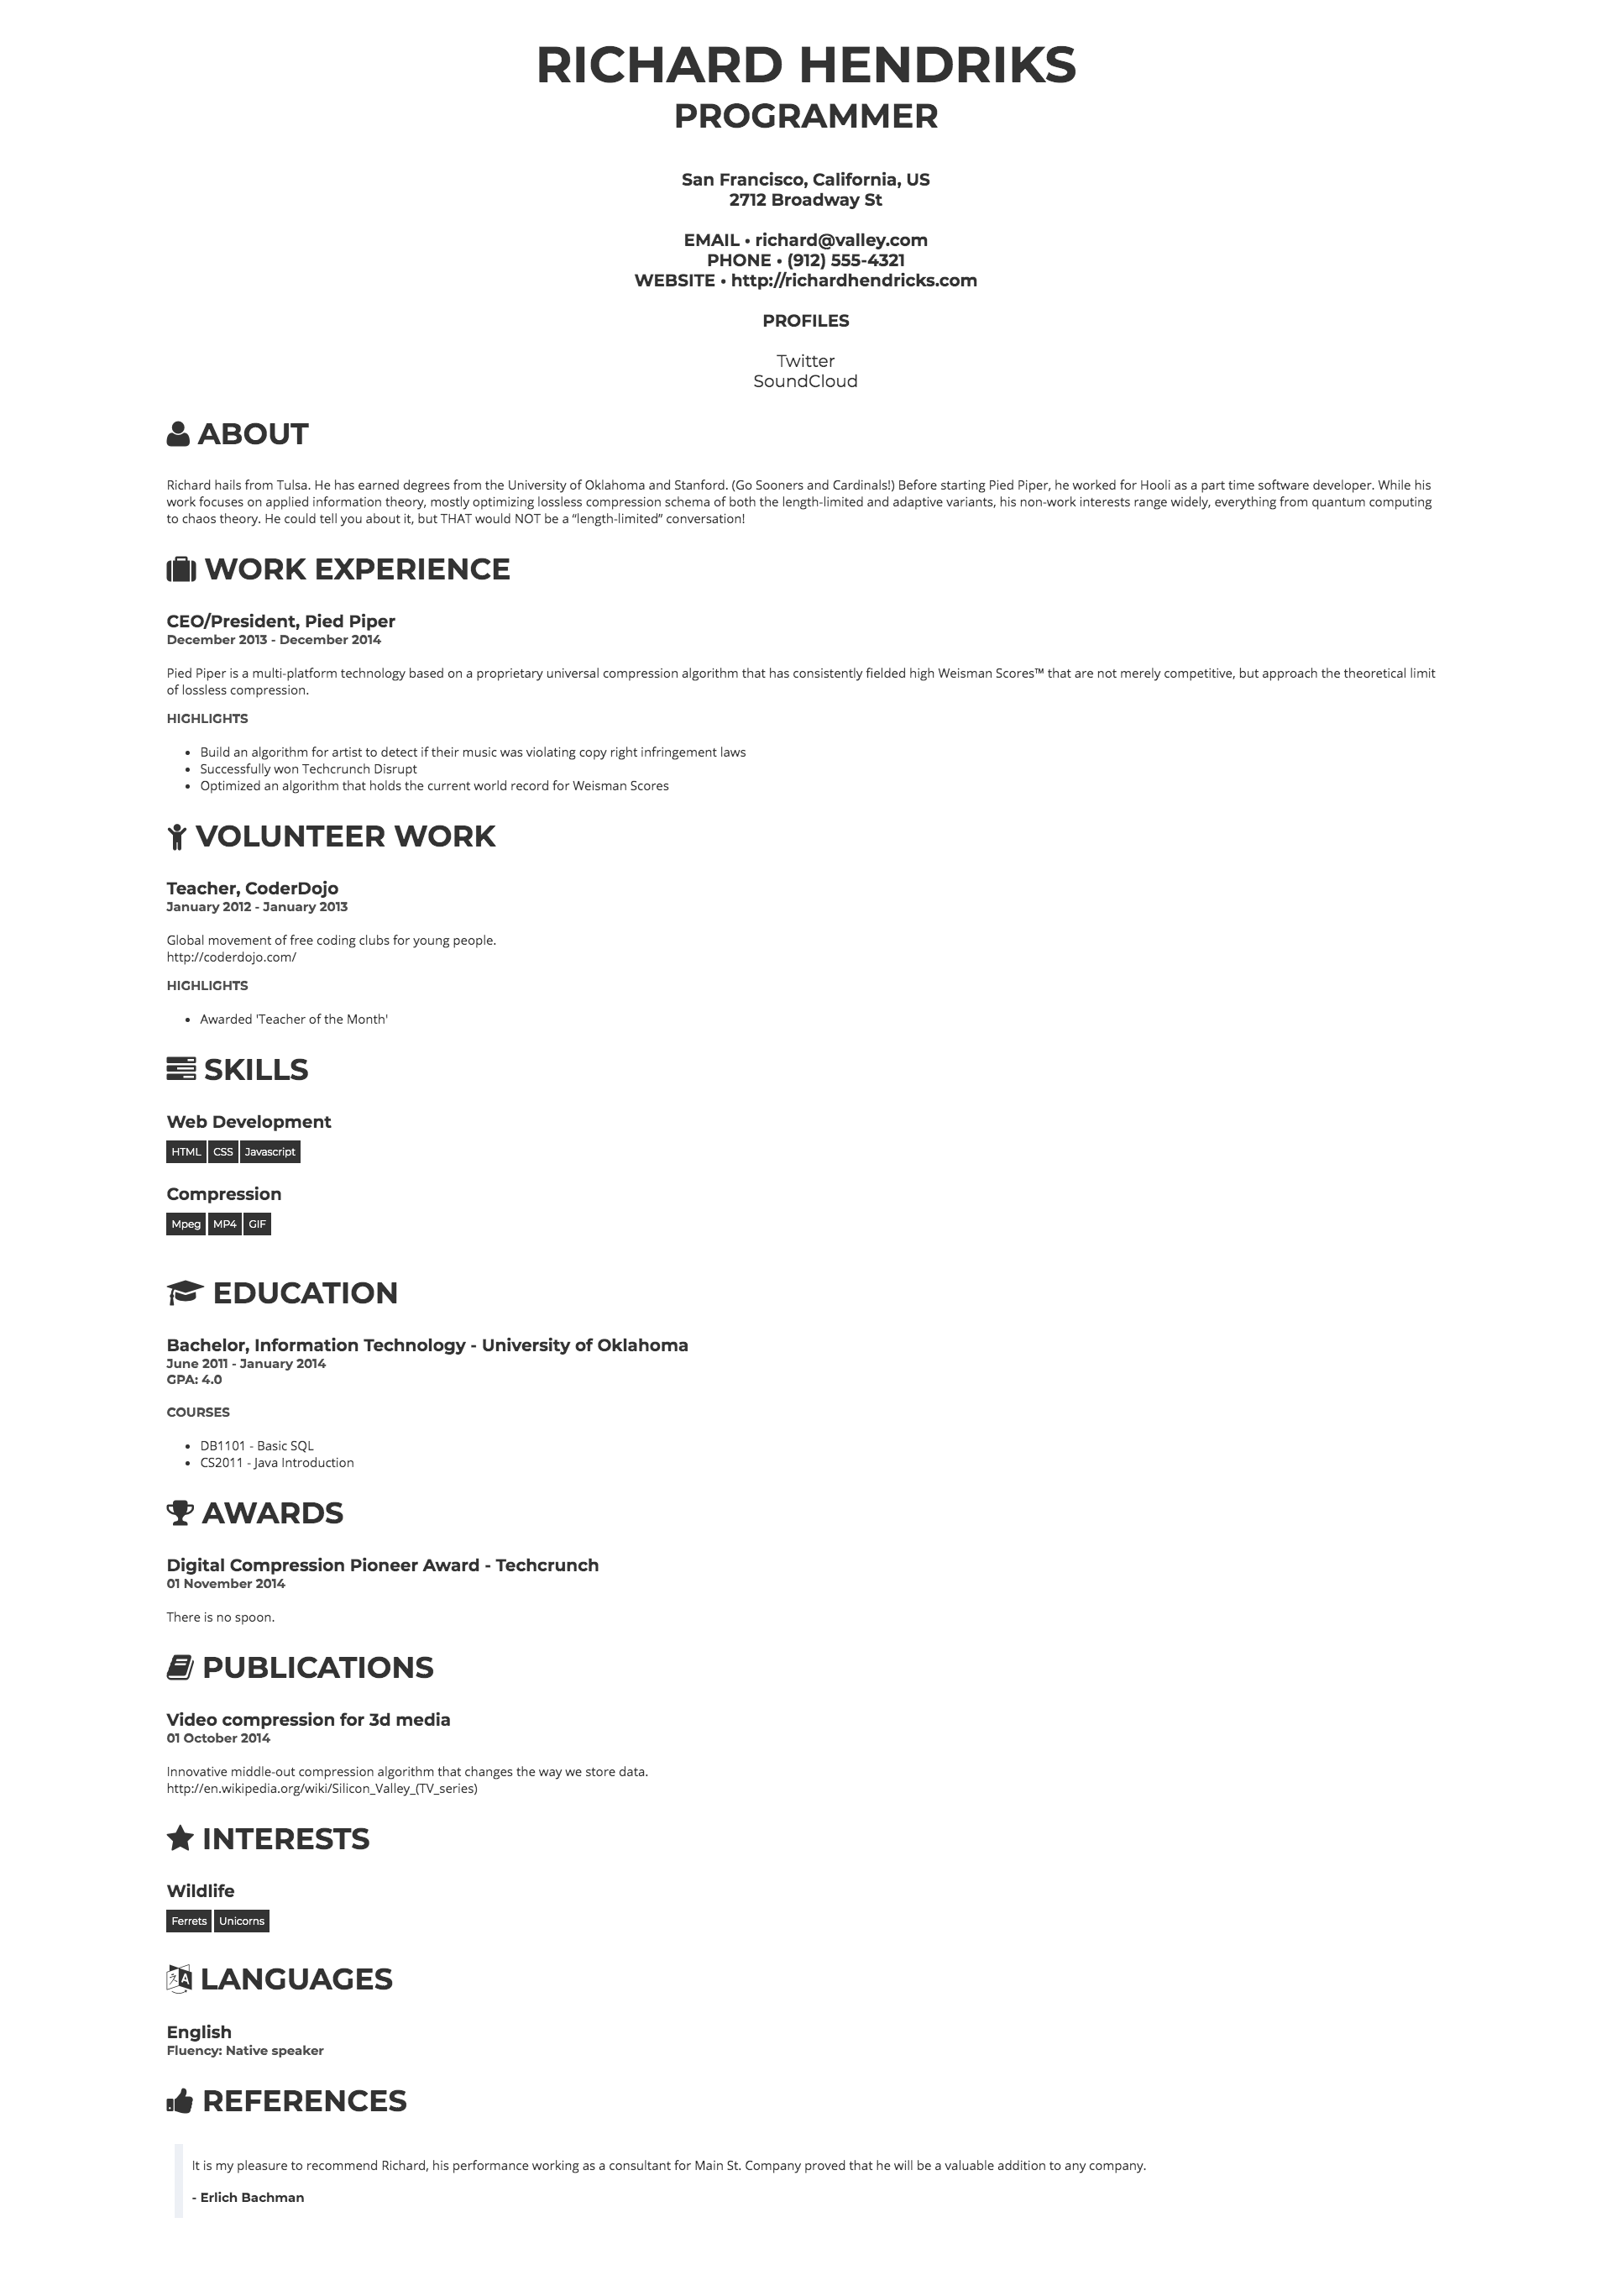 RICHARD HENDRIKS
PROGRAMMER
San Francisco, California, US
2712 Broadway St
EMAIL • richard@valley.com
PHONE • (912) 555-4321
WEBSITE • http://richardhendricks.com
PROFILES
Twitter
SoundCloud
ABOUT
Richard hails from Tulsa. He has earned degrees from the University of Oklahoma and Stanford. (Go Sooners and Cardinals!) Before starting Pied Piper, he worked for Hooli as a part time software developer. While his
work focuses on applied information theory, mostly optimizing lossless compression schema of both the length-limited and adaptive variants, his non-work interests range widely, everything from quantum computing
to chaos theory. He could tell you about it, but THAT would NOT be a “length-limited” conversation!
WORK EXPERIENCE
CEO/President, Pied Piper
December 2013 - December 2014
Pied Piper is a multi-platform technology based on a proprietary universal compression algorithm that has consistently fielded high Weisman Scores™ that are not merely competitive, but approach the theoretical limit
of lossless compression.
HIGHLIGHTS
• Build an algorithm for artist to detect if their music was violating copy right infringement laws
• Successfully won Techcrunch Disrupt
• Optimized an algorithm that holds the current world record for Weisman Scores
VOLUNTEER WORK
Teacher, CoderDojo
January 2012 - January 2013
Global movement of free coding clubs for young people.
http://coderdojo.com/
HIGHLIGHTS
• Awarded 'Teacher of the Month'
SKILLS
Web Development
HTML CSS Javascript
Compression
Mpeg MP4 GIF
EDUCATION
Bachelor, Information Technology - University of Oklahoma
June 2011 - January 2014
GPA: 4.0
COURSES
• DB1101 - Basic SQL
• CS2011 - Java Introduction
AWARDS
Digital Compression Pioneer Award - Techcrunch
01 November 2014
There is no spoon.
PUBLICATIONS
Video compression for 3d media
01 October 2014
Innovative middle-out compression algorithm that changes the way we store data.
http://en.wikipedia.org/wiki/Silicon_Valley_(TV_series)
INTERESTS
Wildlife
Ferrets Unicorns
LANGUAGES
English
Fluency: Native speaker
REFERENCES
It is my pleasure to recommend Richard, his performance working as a consultant for Main St. Company proved that he will be a valuable addition to any company.
- Erlich Bachman